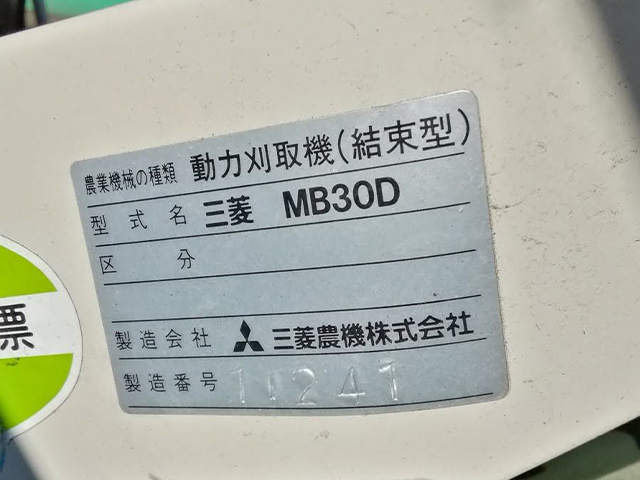 農業機械の種類 動力刈取機(結束型)
型式名 三菱 MB30D
区分
製造会社 三菱農機株式会社
製造番号
票